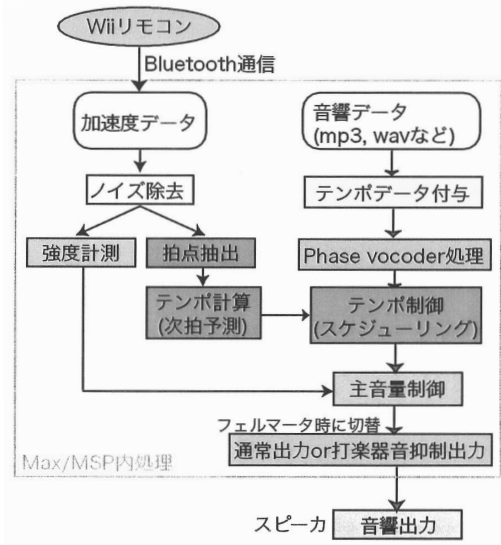 Wiiリモコン
Bluetooth通信
加速度データ
音響データ
(mp3, wavなど)
ノイズ除去
テンポデータ付与
強度計測
拍点抽出
Phase vocoder処理
テンポ計算
(次拍予測)
テンポ制御
(スケジューリング)
主音量制御
フェルマータ時に切替
通常出力or打楽器音抑制出力
Max/MSP内処理
スピーカ
音響出力